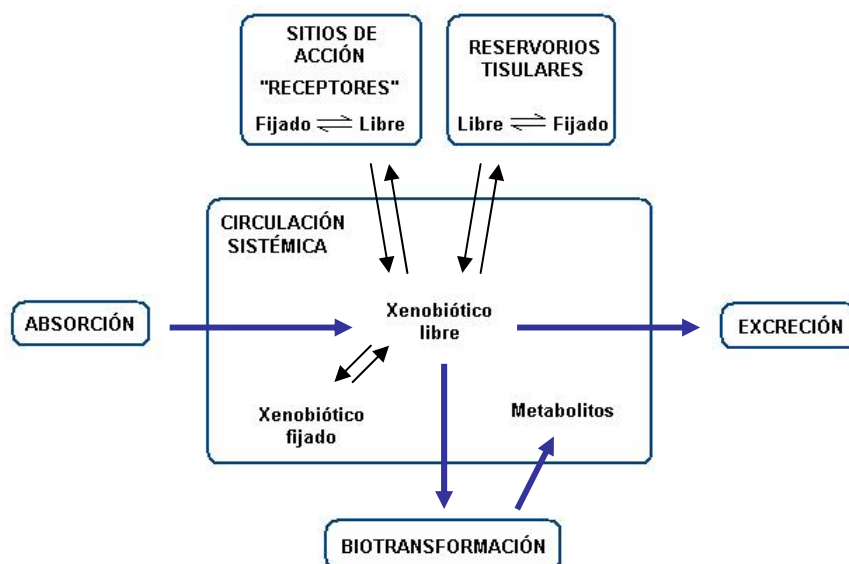 SITIOS DE
ACCIÓN
"RECEPTORES"
Fijado ⇌ Libre
RESERVORIOS
TISULARES
Libre ⇌ Fijado
CIRCULACIÓN
SISTÉMICA
ABSORCIÓN
Xenobiótico
libre
EXCRECIÓN
Xenobiótico
fijado
Metabolitos
BIOTRANSFORMACIÓN